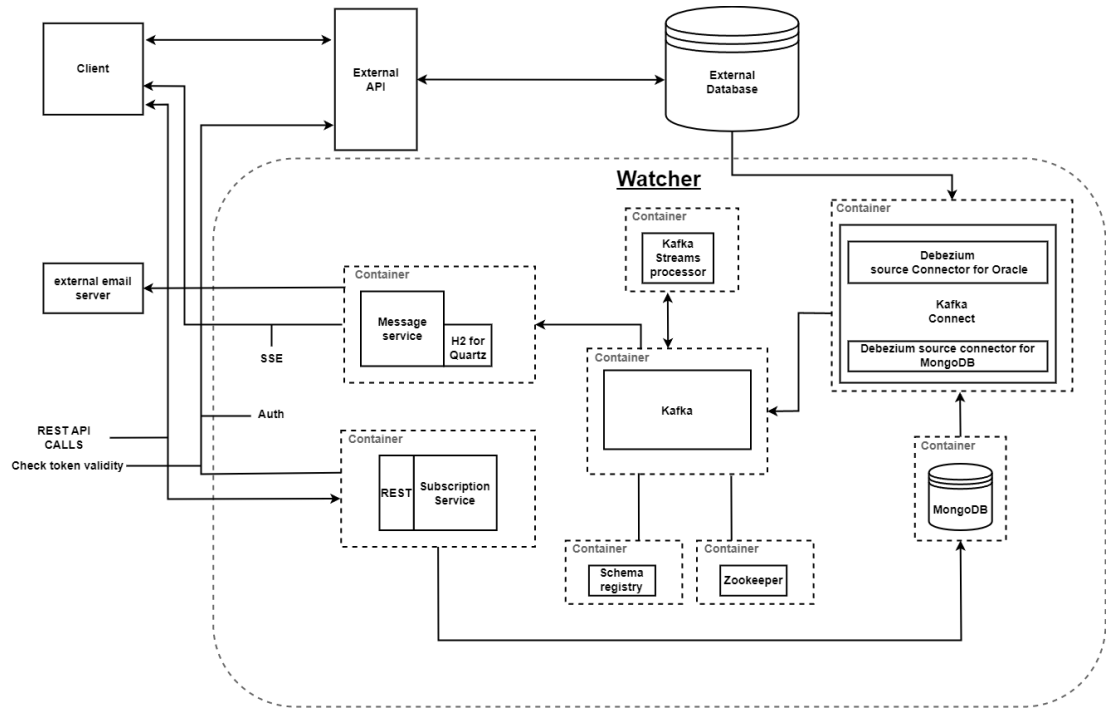 Client
External
API
External
Database
Watcher
Container
Kafka
Streams
processor
Container
Debezium
source Connector for Oracle
Kafka
Connect
Debezium source connector for
MongoDB
external email
server
Container
Message
service
H2 for
Quartz
SSE
Container
Kafka
Auth
REST API
CALLS
Check token validity
Container
REST
Subscription
Service
Container
MongoDB
Container
Schema
registry
Container
Zookeeper